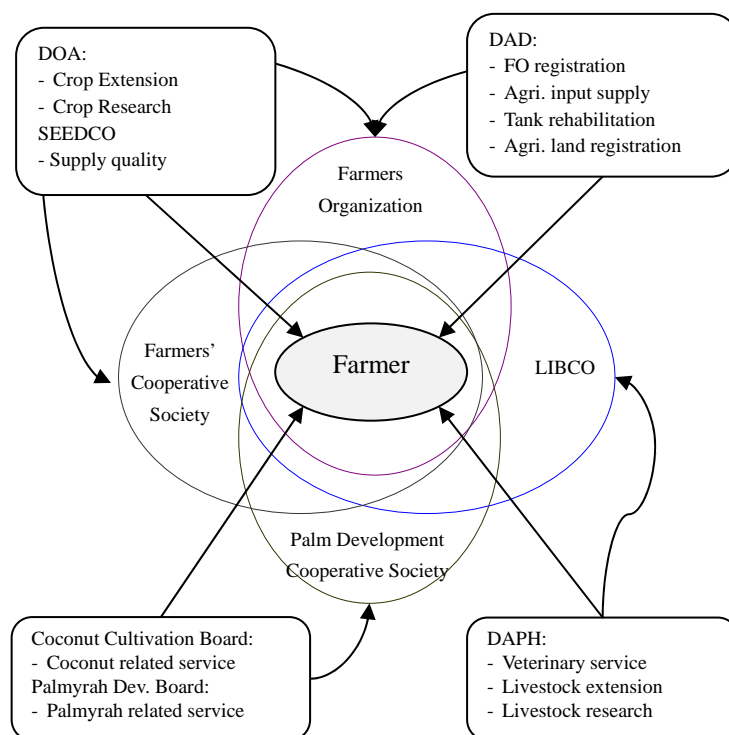 DOA:
- Crop Extension
- Crop Research
SEEDCO
- Supply quality
DAD:
- FO registration
- Agri. input supply
- Tank rehabilitation
- Agri. land registration
Farmers
Organization
Farmers’
Cooperative
Society
Farmer
LIBCO
Palm Development
Cooperative Society
Coconut Cultivation Board:
- Coconut related service
Palmyrah Dev. Board:
- Palmyrah related service
DAPH:
- Veterinary service
- Livestock extension
- Livestock research